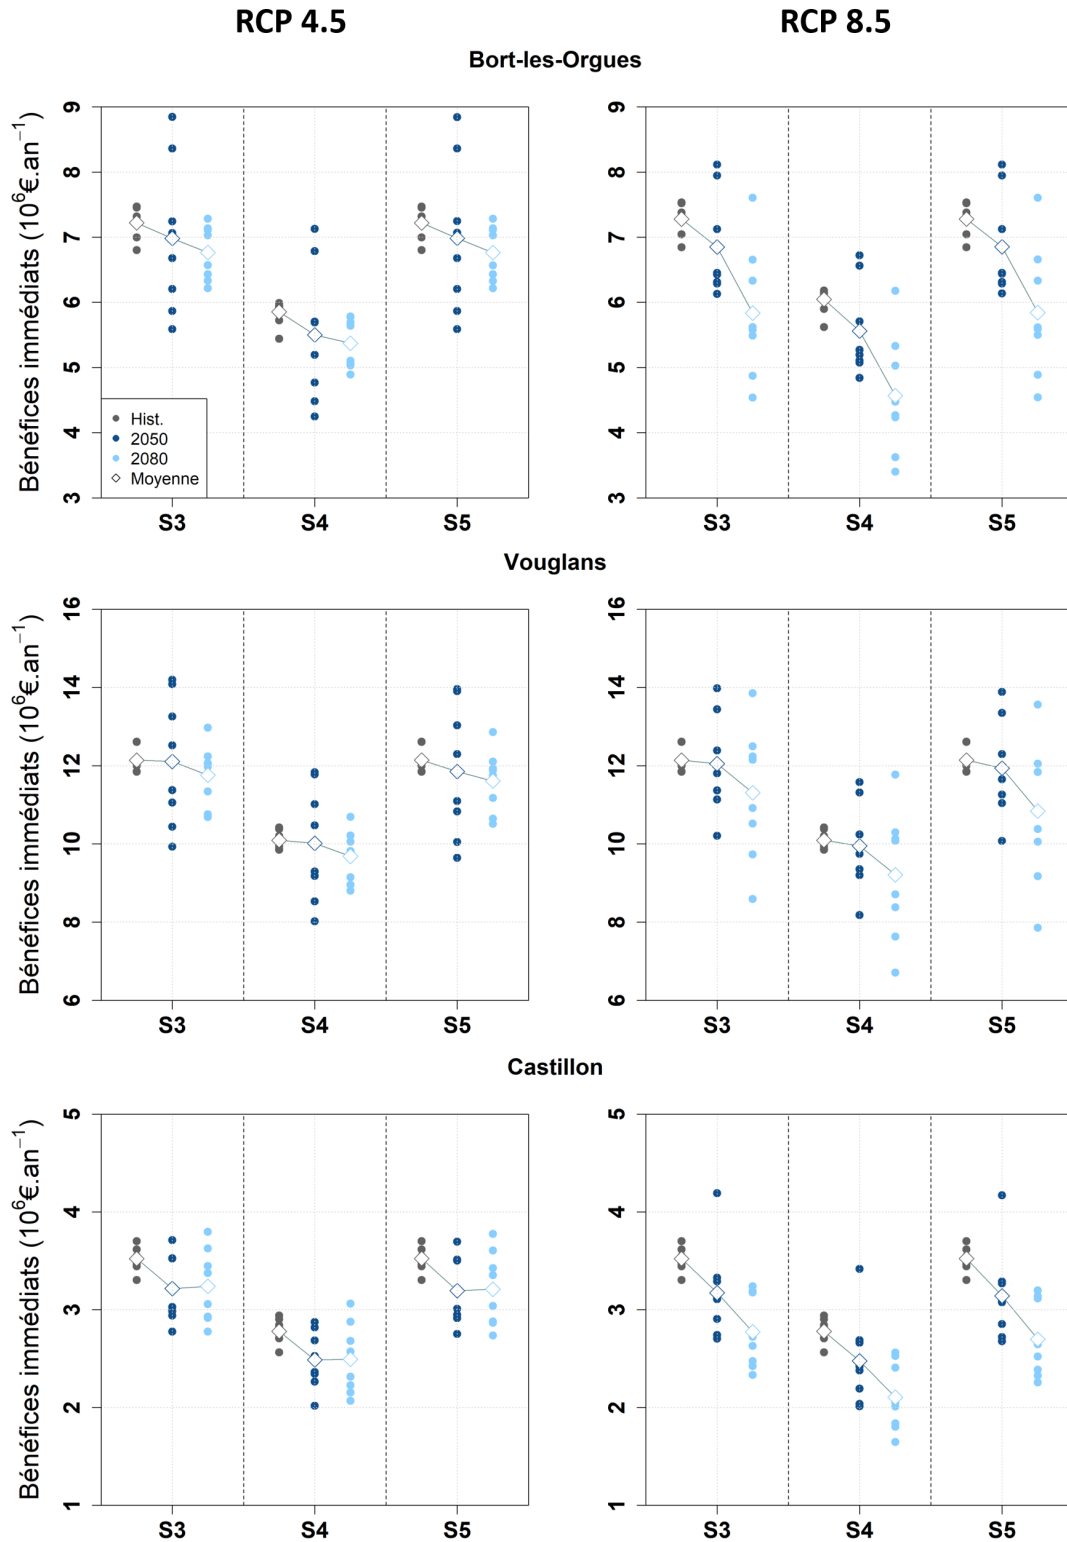 RCP 4.5 RCP 8.5
Bort-les-Orgues
Bénéfices immédiats (10⁶€.an⁻¹)
9 8 7 6 5 4 3
Hist.
2050
2080
Moyenne
S3 S4 S5
9 8 7 6 5 4 3
S3 S4 S5
Vouglans
Bénéfices immédiats (10⁶€.an⁻¹)
16 14 12 10 8 6
S3 S4 S5
16 14 12 10 8 6
S3 S4 S5
Castillon
Bénéfices immédiats (10⁶€.an⁻¹)
5 4 3 2 1
S3 S4 S5
5 4 3 2 1
S3 S4 S5